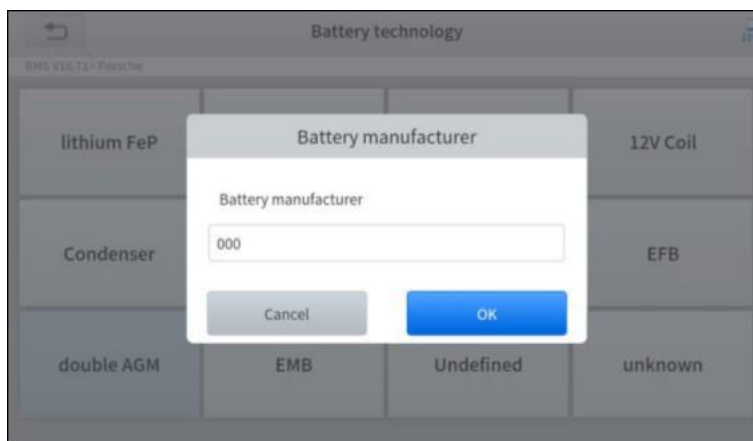 Battery technology
BMS V16.71> Porsche
lithium FeP
12V Coil
Battery manufacturer
Battery manufacturer
000
Cancel
OK
Condenser
EFB
double AGM
EMB
Undefined
unknown